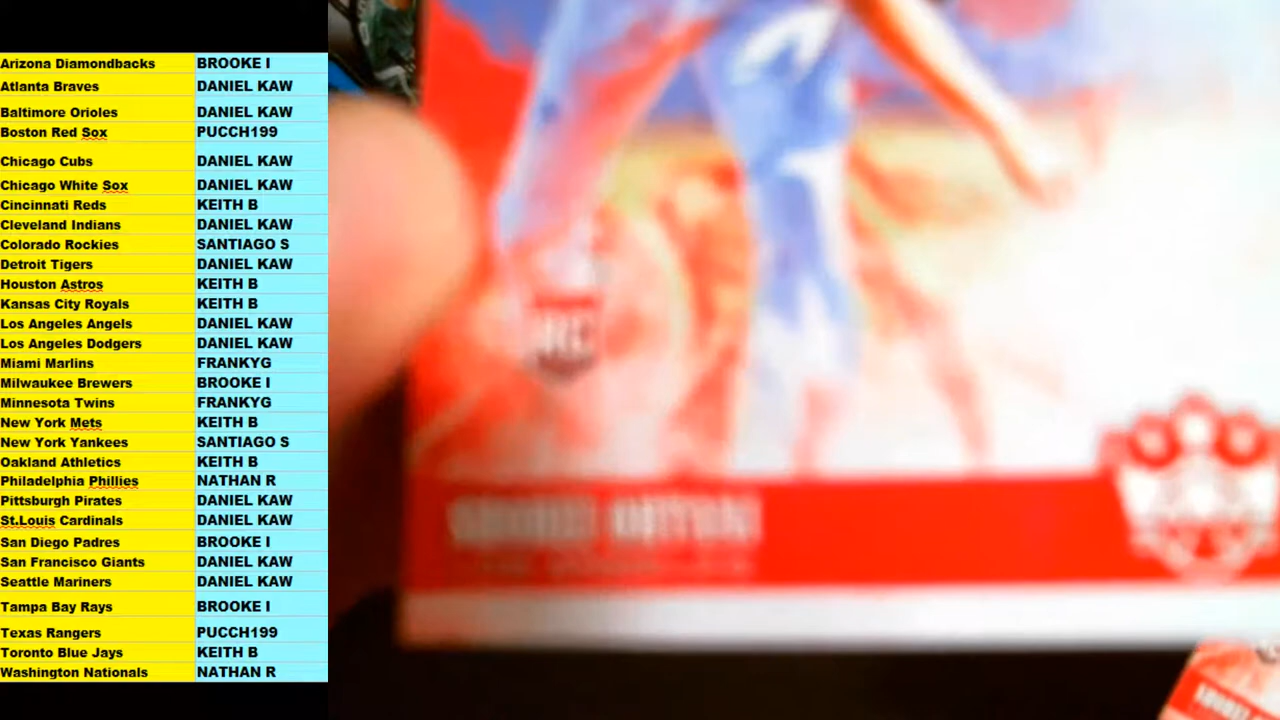 Arizona Diamondbacks BROOKE I
Atlanta Braves DANIEL KAW
Baltimore Orioles DANIEL KAW
Boston Red Sox PUCCH199
Chicago Cubs DANIEL KAW
Chicago White Sox DANIEL KAW
Cincinnati Reds KEITH B
Cleveland Indians DANIEL KAW
Colorado Rockies SANTIAGO S
Detroit Tigers DANIEL KAW
Houston Astros KEITH B
Kansas City Royals KEITH B
Los Angeles Angels DANIEL KAW
Los Angeles Dodgers DANIEL KAW
Miami Marlins FRANKYG
Milwaukee Brewers BROOKE I
Minnesota Twins FRANKYG
New York Mets KEITH B
New York Yankees SANTIAGO S
Oakland Athletics KEITH B
Philadelphia Phillies NATHAN R
Pittsburgh Pirates DANIEL KAW
St.Louis Cardinals DANIEL KAW
San Diego Padres BROOKE I
San Francisco Giants DANIEL KAW
Seattle Mariners DANIEL KAW
Tampa Bay Rays BROOKE I
Texas Rangers PUCCH199
Toronto Blue Jays KEITH B
Washington Nationals NATHAN R